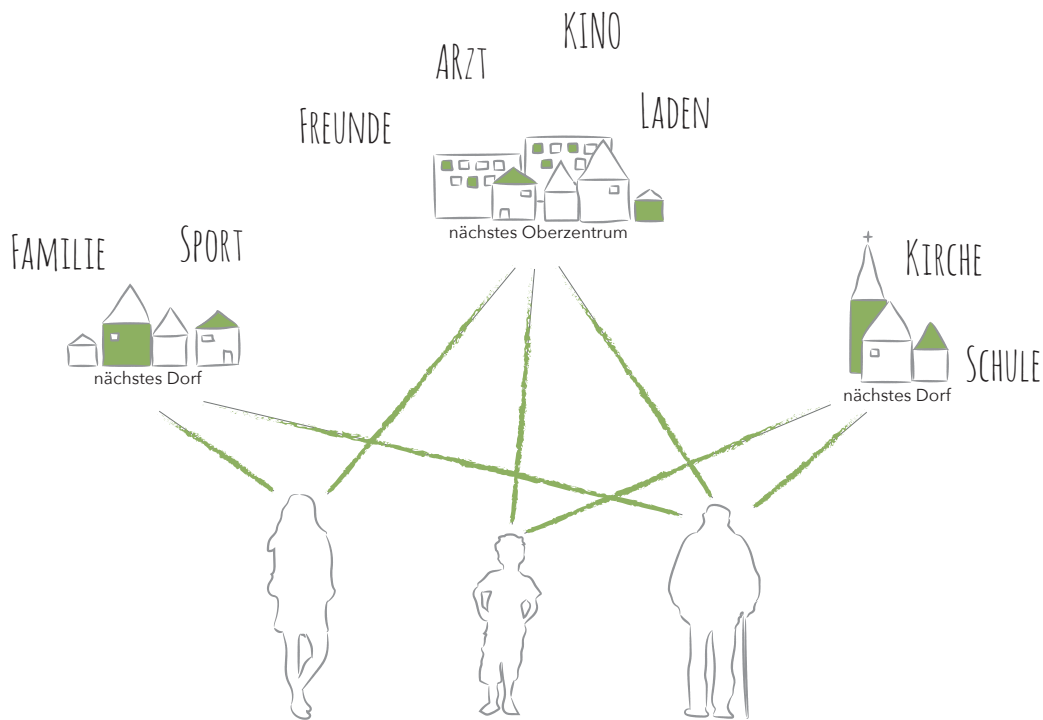 KINO
ARZT
FREUNDE
LADEN
nächstes Oberzentrum
FAMILIE
SPORT
nächstes Dorf
KIRCHE
SCHULE
nächstes Dorf